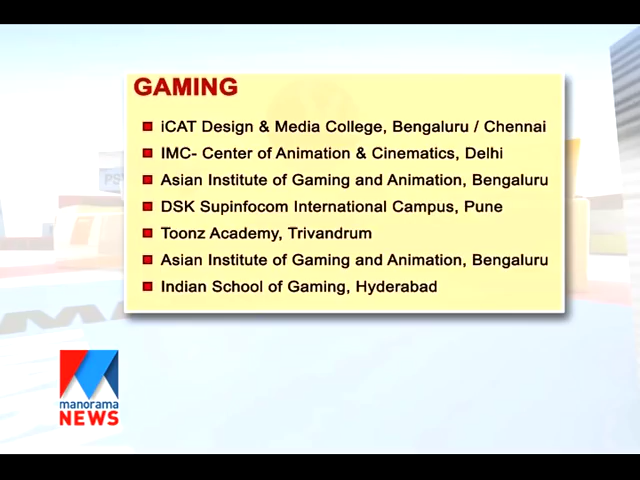 GAMING
iCAT Design & Media College, Bengaluru / Chennai
IMC- Center of Animation & Cinematics, Delhi
Asian Institute of Gaming and Animation, Bengaluru
DSK Supinfocom International Campus, Pune
Toonz Academy, Trivandrum
Asian Institute of Gaming and Animation, Bengaluru
Indian School of Gaming, Hyderabad
manorama
NEWS